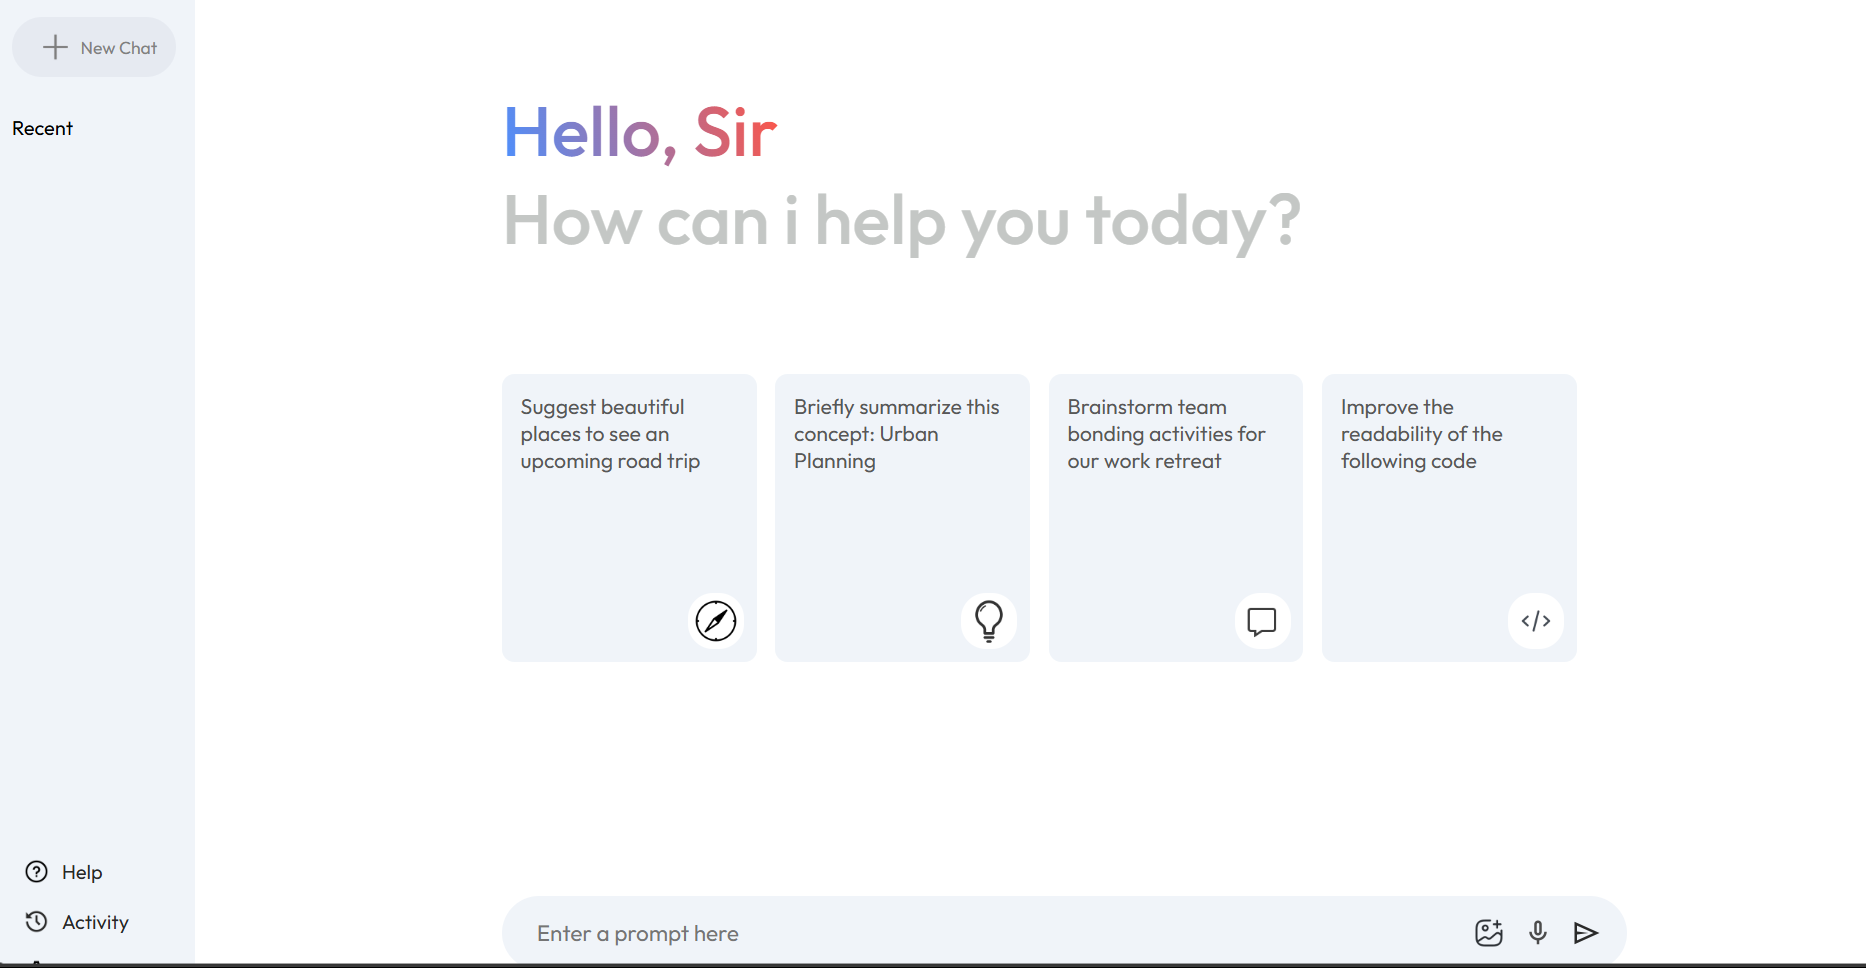 New Chat
Recent
Hello, Sir
How can i help you today?
Suggest beautiful
places to see an
upcoming road trip
Briefly summarize this
concept: Urban
Planning
Brainstorm team
bonding activities for
our work retreat
Improve the
readability of the
following code
Help
Activity
Enter a prompt here